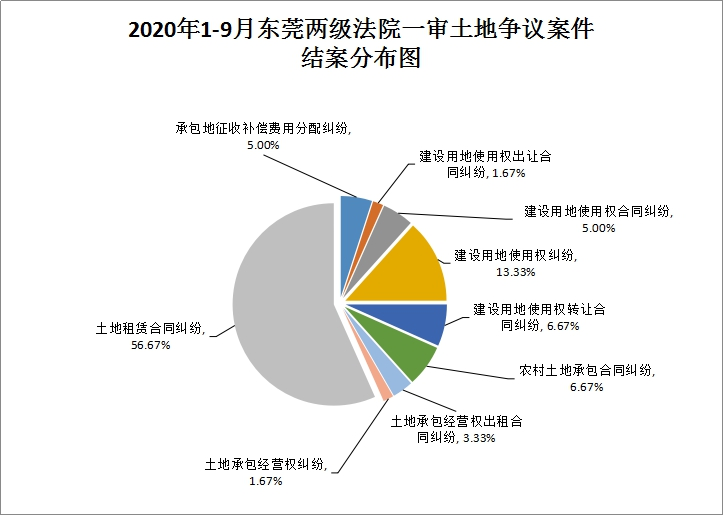 2020年1-9月东莞两级法院一审土地争议案件
结案分布图
承包地征收补偿费用分配纠纷,
5.00%
建设用地使用权出让合
同纠纷, 1.67%
建设用地使用权合同纠纷,
5.00%
建设用地使用权纠纷,
13.33%
建设用地使用权转让合
同纠纷, 6.67%
农村土地承包合同纠纷,
6.67%
土地承包经营权出租合
同纠纷, 3.33%
土地承包经营权纠纷,
1.67%
土地租赁合同纠纷,
56.67%